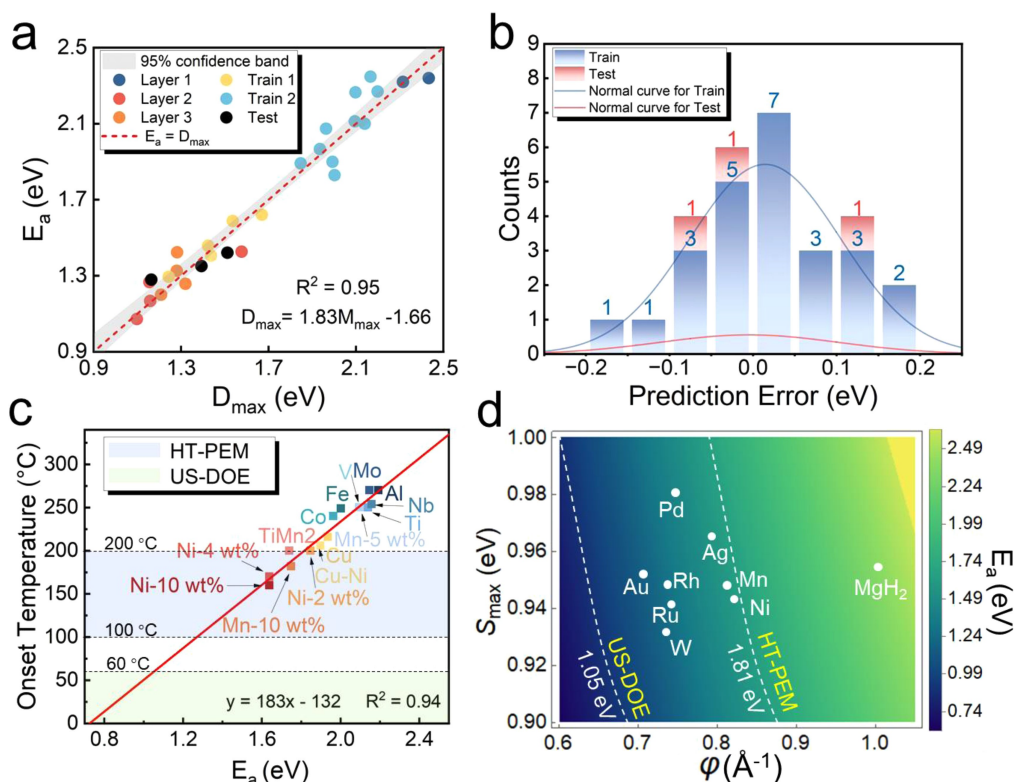 a
2.5
2.1
1.7
1.3
0.9
E_a (eV)
95% confidence band
Layer 1
Train 1
Layer 2
Train 2
Layer 3
Test
E_a = D_max
R² = 0.95
D_max= 1.83M_max -1.66
0.9
1.3
1.7
2.1
2.5
D_max (eV)
b
9
8
7
6
5
4
3
2
1
0
Counts
Train
Test
Normal curve for Train
Normal curve for Test
1
1
1
3
1
5
7
3
1
3
2
−0.2
−0.1
0.0
0.1
0.2
Prediction Error (eV)
c
300
250
200
150
100
50
0
Onset Temperature (°C)
HT-PEM
US-DOE
V
Mo
Al
Fe
Nb
Co
Ti
TiMn2
Mn-5 wt%
200 °C
Cu
Ni-4 wt%
Cu-Ni
Ni-10 wt%
Ni-2 wt%
Mn-10 wt%
100 °C
60 °C
y = 183x - 132
R² = 0.94
0.8
1.2
1.6
2.0
2.4
E_a (eV)
d
1.00
0.98
0.96
0.94
0.92
0.90
S_max (eV)
Pd
Ag
Au
Rh
Mn
MgH₂
Ru
Ni
W
US-DOE
1.05 eV
HT-PEM
1.81 eV
0.6
0.7
0.8
0.9
1.0
φ(Å⁻¹)
2.49
2.24
1.99
1.74
1.49
1.24
0.99
0.74
E_a (eV)